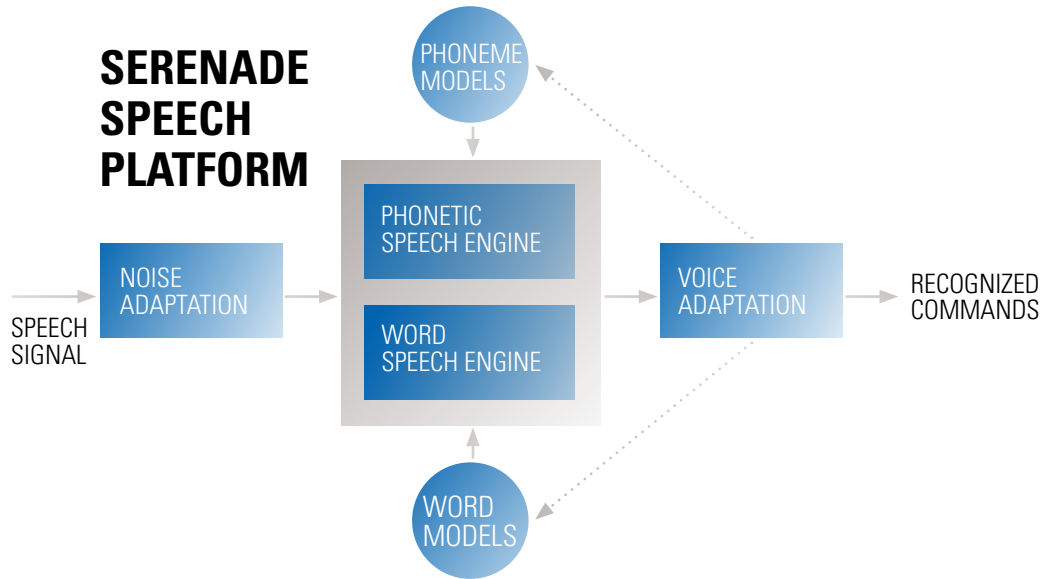 SERENADE
SPEECH
PLATFORM
PHONEME
MODELS
PHONETIC
SPEECH ENGINE
NOISE
ADAPTATION
VOICE
ADAPTATION
RECOGNIZED
COMMANDS
SPEECH
SIGNAL
WORD
SPEECH ENGINE
WORD
MODELS